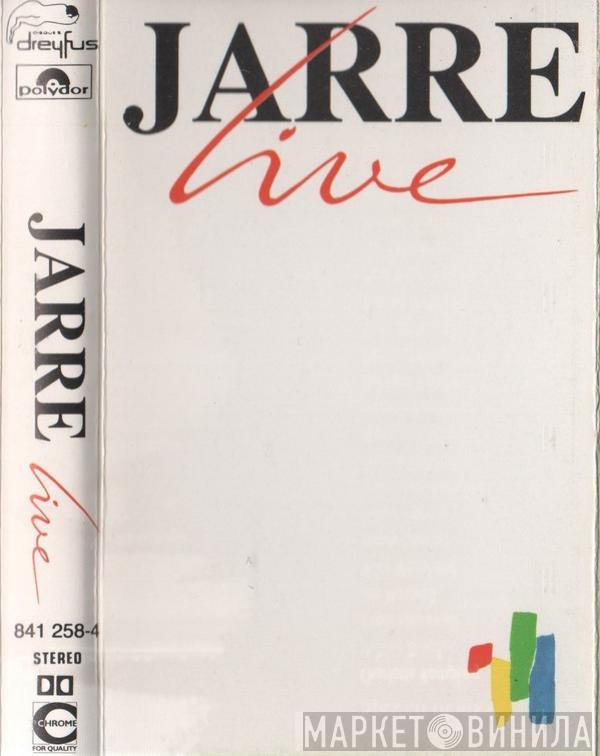 disques
dreyfus
polydor
JARRE
live
841 258-4
STEREO
CHROME
FOR QUALITY
JARRE
live
МАРКЕТ ВИНИЛА